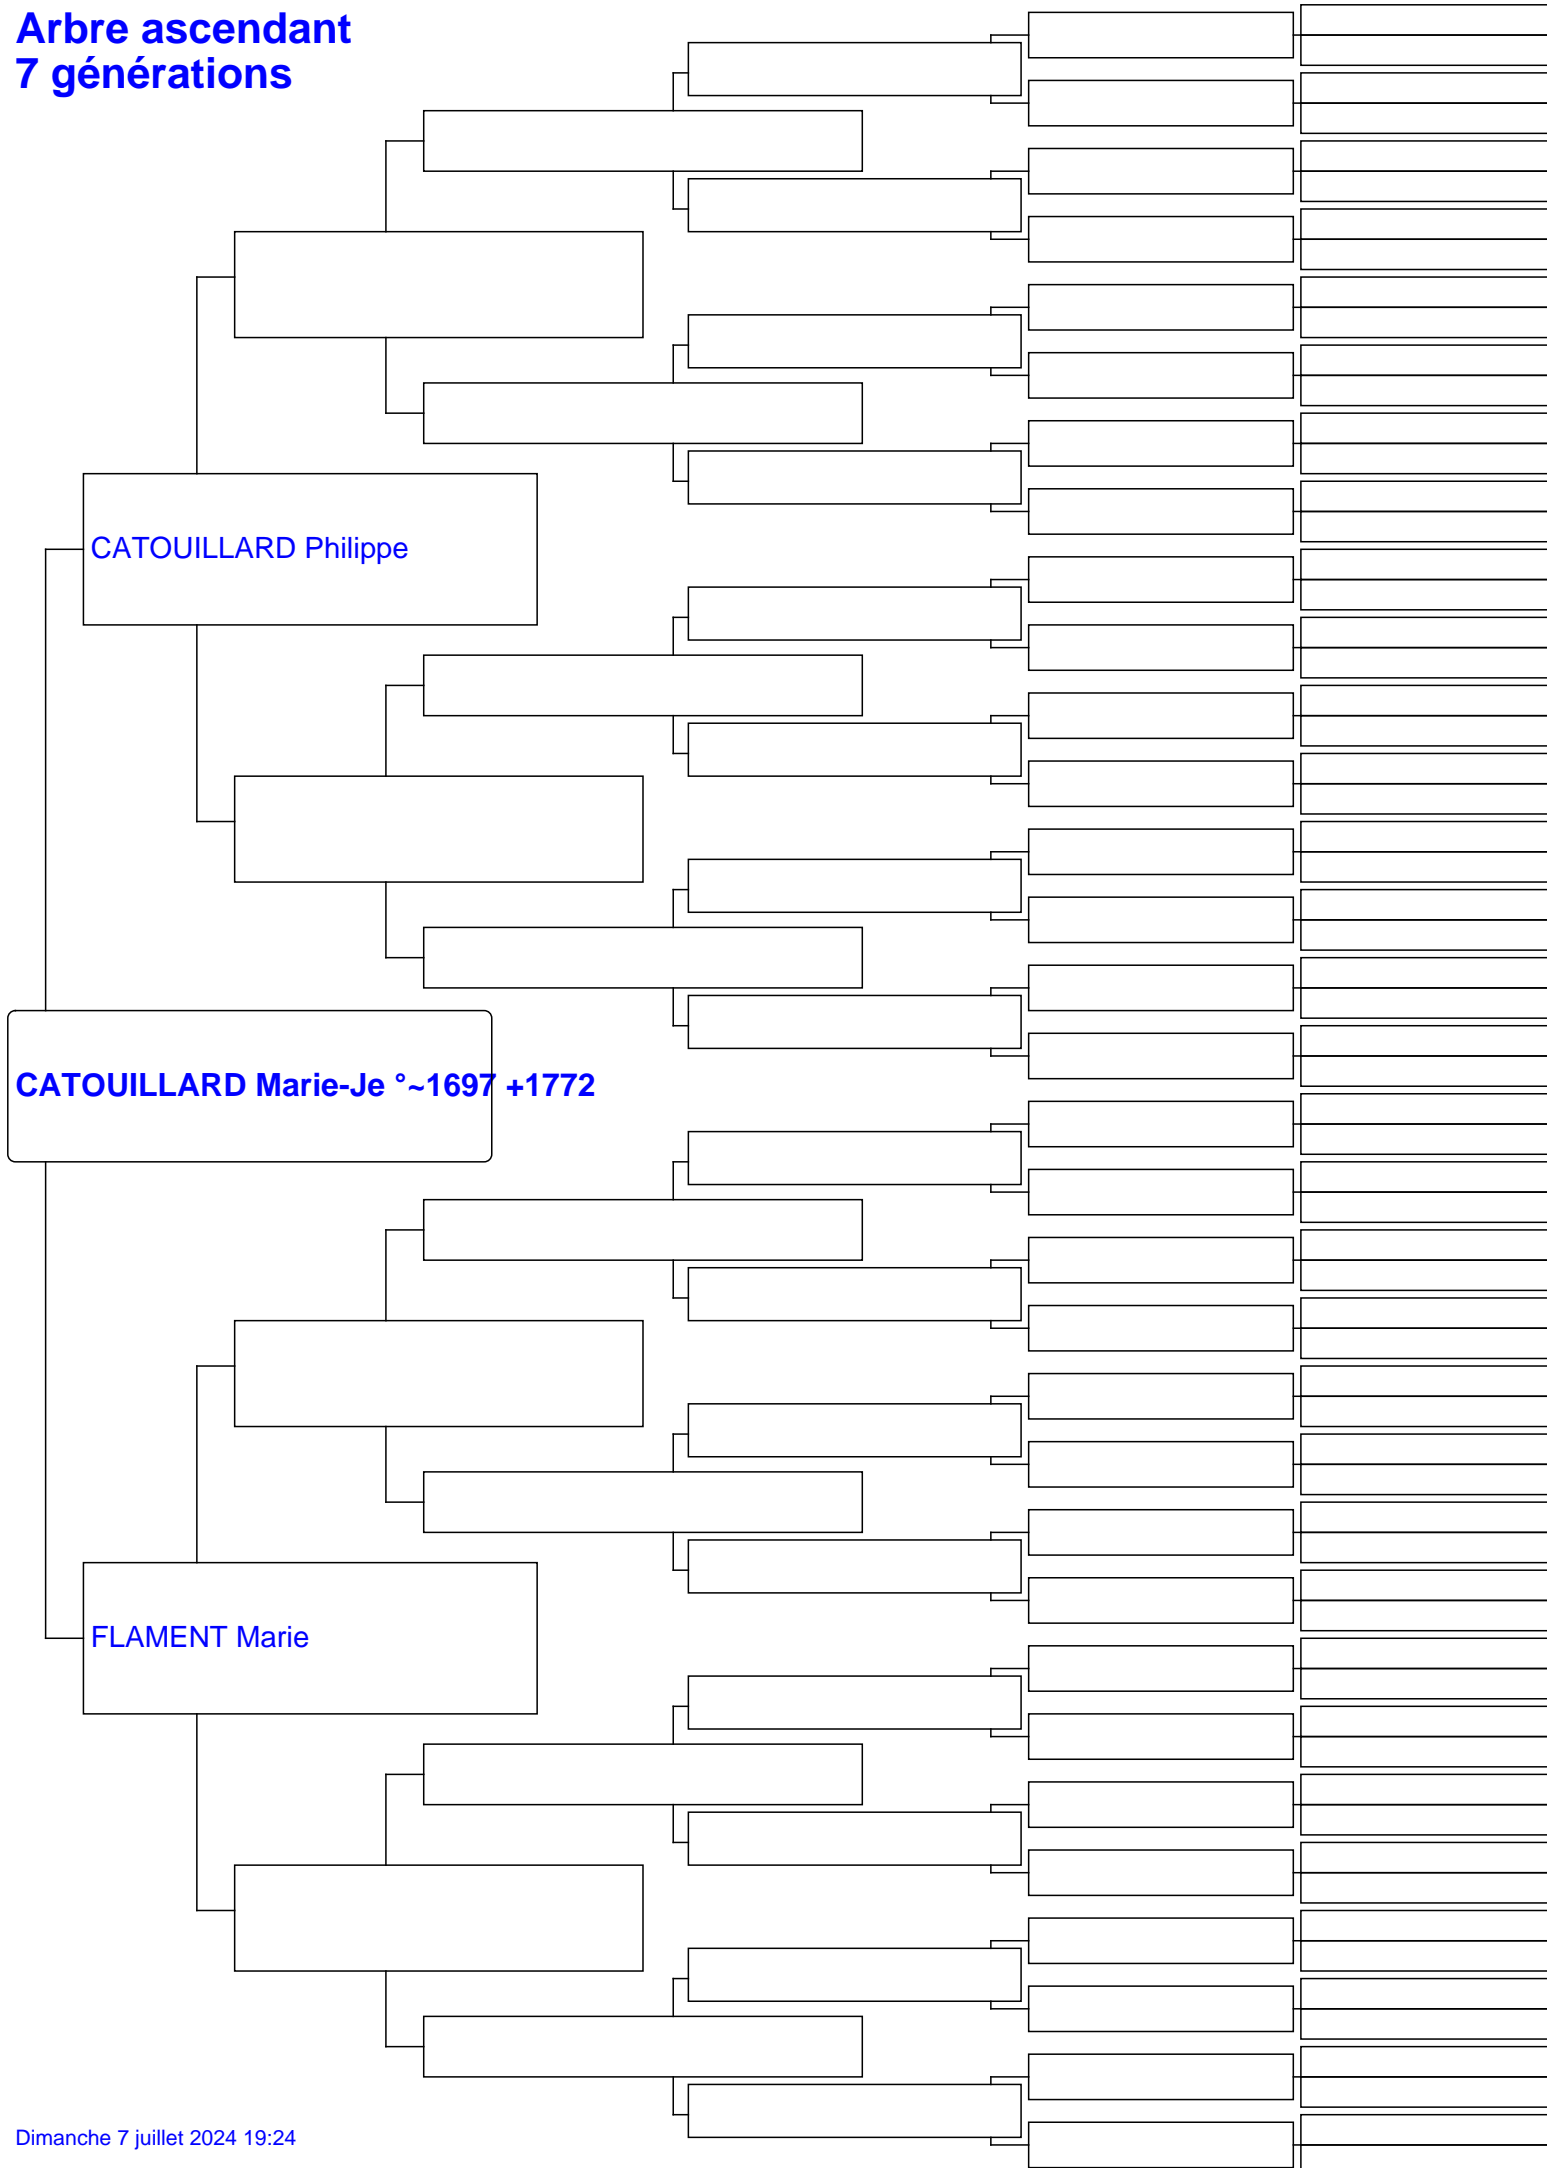 Arbre ascendant
7 générations
CATOUILLARD Philippe
CATOUILLARD Marie-Je °~1697 +1772
FLAMENT Marie
Dimanche 7 juillet 2024 19:24